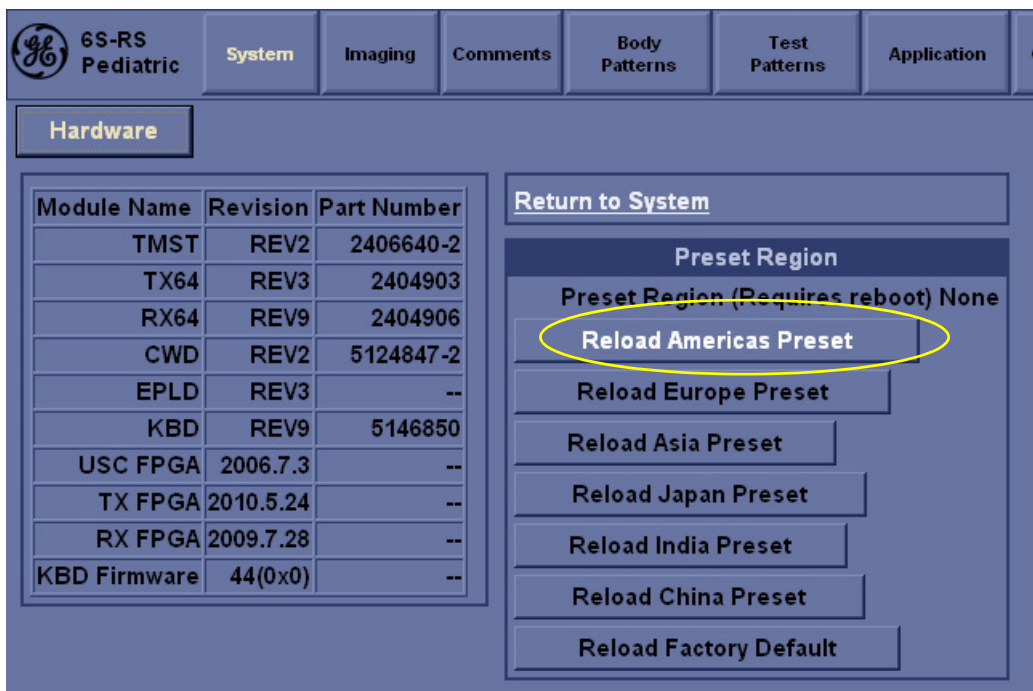 GE
6S-RS
Pediatric
System
Imaging
Comments
Body
Patterns
Test
Patterns
Application
Hardware
Module Name Revision Part Number
TMST REV2 2406640-2
TX64 REV3 2404903
RX64 REV9 2404906
CWD REV2 5124847-2
EPLD REV3 --
KBD REV9 5146850
USC FPGA 2006.7.3 --
TX FPGA 2010.5.24 --
RX FPGA 2009.7.28 --
KBD Firmware 44(0x0) --
Return to System
Preset Region
Preset Region (Requires reboot) None
Reload Americas Preset
Reload Europe Preset
Reload Asia Preset
Reload Japan Preset
Reload India Preset
Reload China Preset
Reload Factory Default